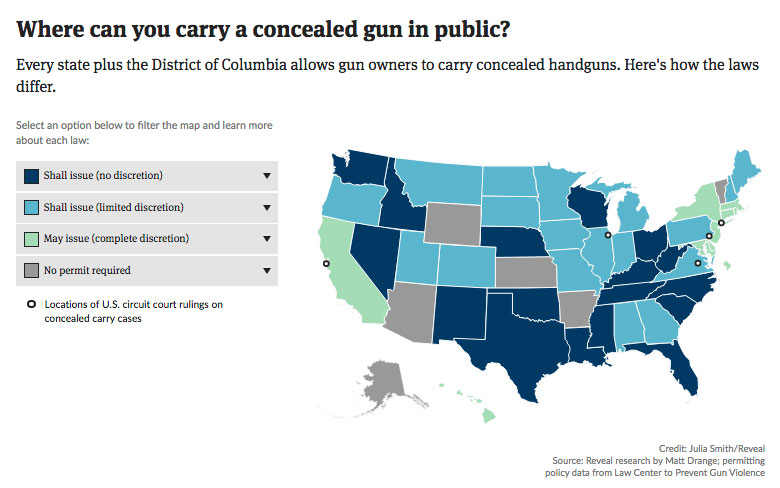 Where can you carry a concealed gun in public?
Every state plus the District of Columbia allows gun owners to carry concealed handguns. Here's how the laws
differ.
Select an option below to filter the map and learn more
about each law:
Shall issue (no discretion)
Shall issue (limited discretion)
May issue (complete discretion)
No permit required
Locations of U.S. circuit court rulings on
concealed carry cases
Credit: Julia Smith/Reveal
Source: Reveal research by Matt Drange; permitting
policy data from Law Center to Prevent Gun Violence